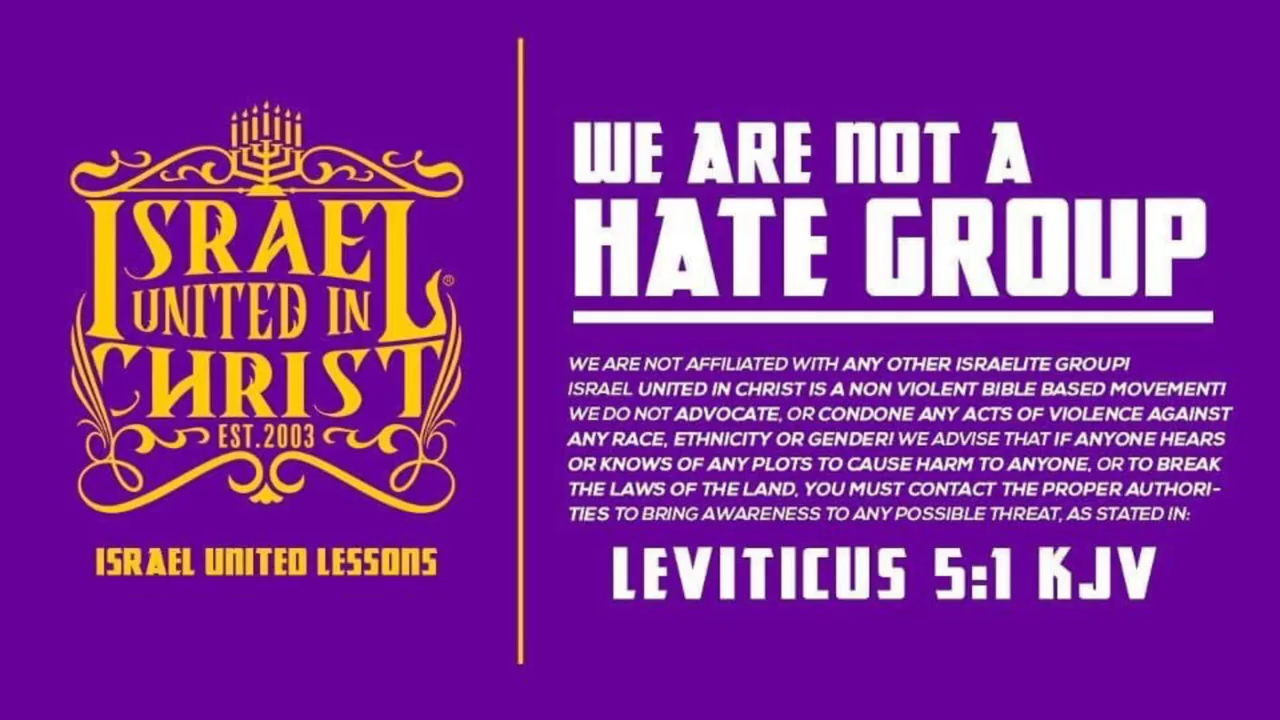 ISRAEL
UNITED IN
CHRIST
EST. 2003
®
ISRAEL UNITED LESSONS
WE ARE NOT A
HATE GROUP
WE ARE NOT AFFILIATED WITH ANY OTHER ISRAELITE GROUP!
ISRAEL UNITED IN CHRIST IS A NON VIOLENT BIBLE BASED MOVEMENT!
WE DO NOT ADVOCATE, OR CONDONE ANY ACTS OF VIOLENCE AGAINST
ANY RACE, ETHNICITY OR GENDER! WE ADVISE THAT IF ANYONE HEARS
OR KNOWS OF ANY PLOTS TO CAUSE HARM TO ANYONE, OR TO BREAK
THE LAWS OF THE LAND, YOU MUST CONTACT THE PROPER AUTHORI-
TIES TO BRING AWARENESS TO ANY POSSIBLE THREAT, AS STATED IN:
LEVITICUS 5:1 KJV